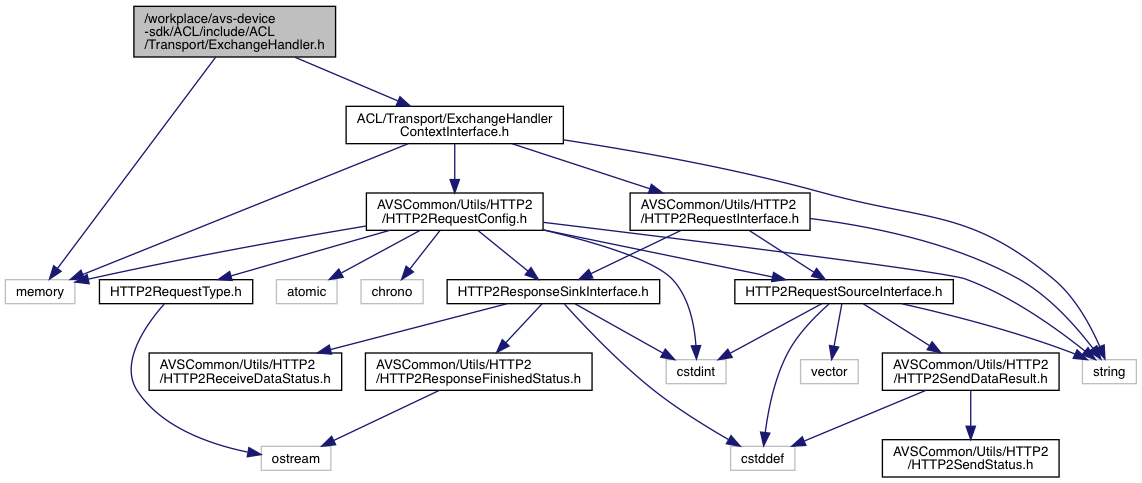 /workplace/avs-device
-sdk/ACL/include/ACL
/Transport/ExchangeHandler.h
ACL/Transport/ExchangeHandler
ContextInterface.h
AVSCommon/Utils/HTTP2
/HTTP2RequestConfig.h
AVSCommon/Utils/HTTP2
/HTTP2RequestInterface.h
memory
HTTP2RequestType.h
atomic
chrono
HTTP2ResponseSinkInterface.h
HTTP2RequestSourceInterface.h
AVSCommon/Utils/HTTP2
/HTTP2ReceiveDataStatus.h
AVSCommon/Utils/HTTP2
/HTTP2ResponseFinishedStatus.h
cstdint
vector
AVSCommon/Utils/HTTP2
/HTTP2SendDataResult.h
string
ostream
cstddef
AVSCommon/Utils/HTTP2
/HTTP2SendStatus.h